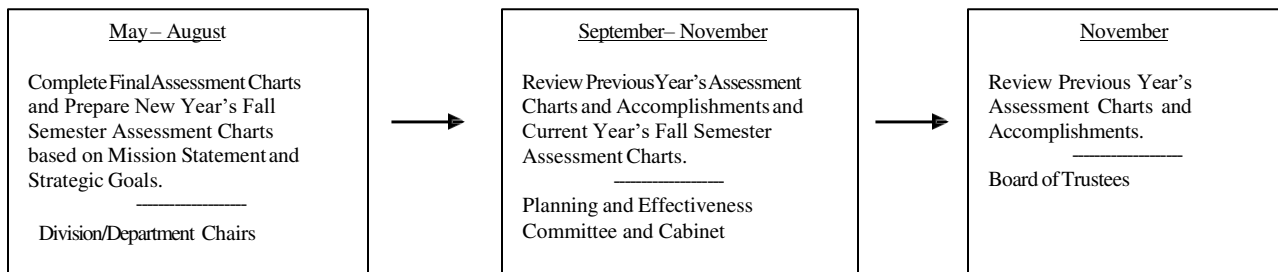 May – August
Complete Final Assessment Charts
and Prepare New Year's Fall
Semester Assessment Charts
based on Mission Statement and
Strategic Goals.
--------------------
Division/Department Chairs
September– November
Review Previous Year's Assessment
Charts and Accomplishments and
Current Year's Fall Semester
Assessment Charts.
--------------------
Planning and Effectiveness
Committee and Cabinet
November
Review Previous Year's
Assessment Charts and
Accomplishments.
--------------------
Board of Trustees